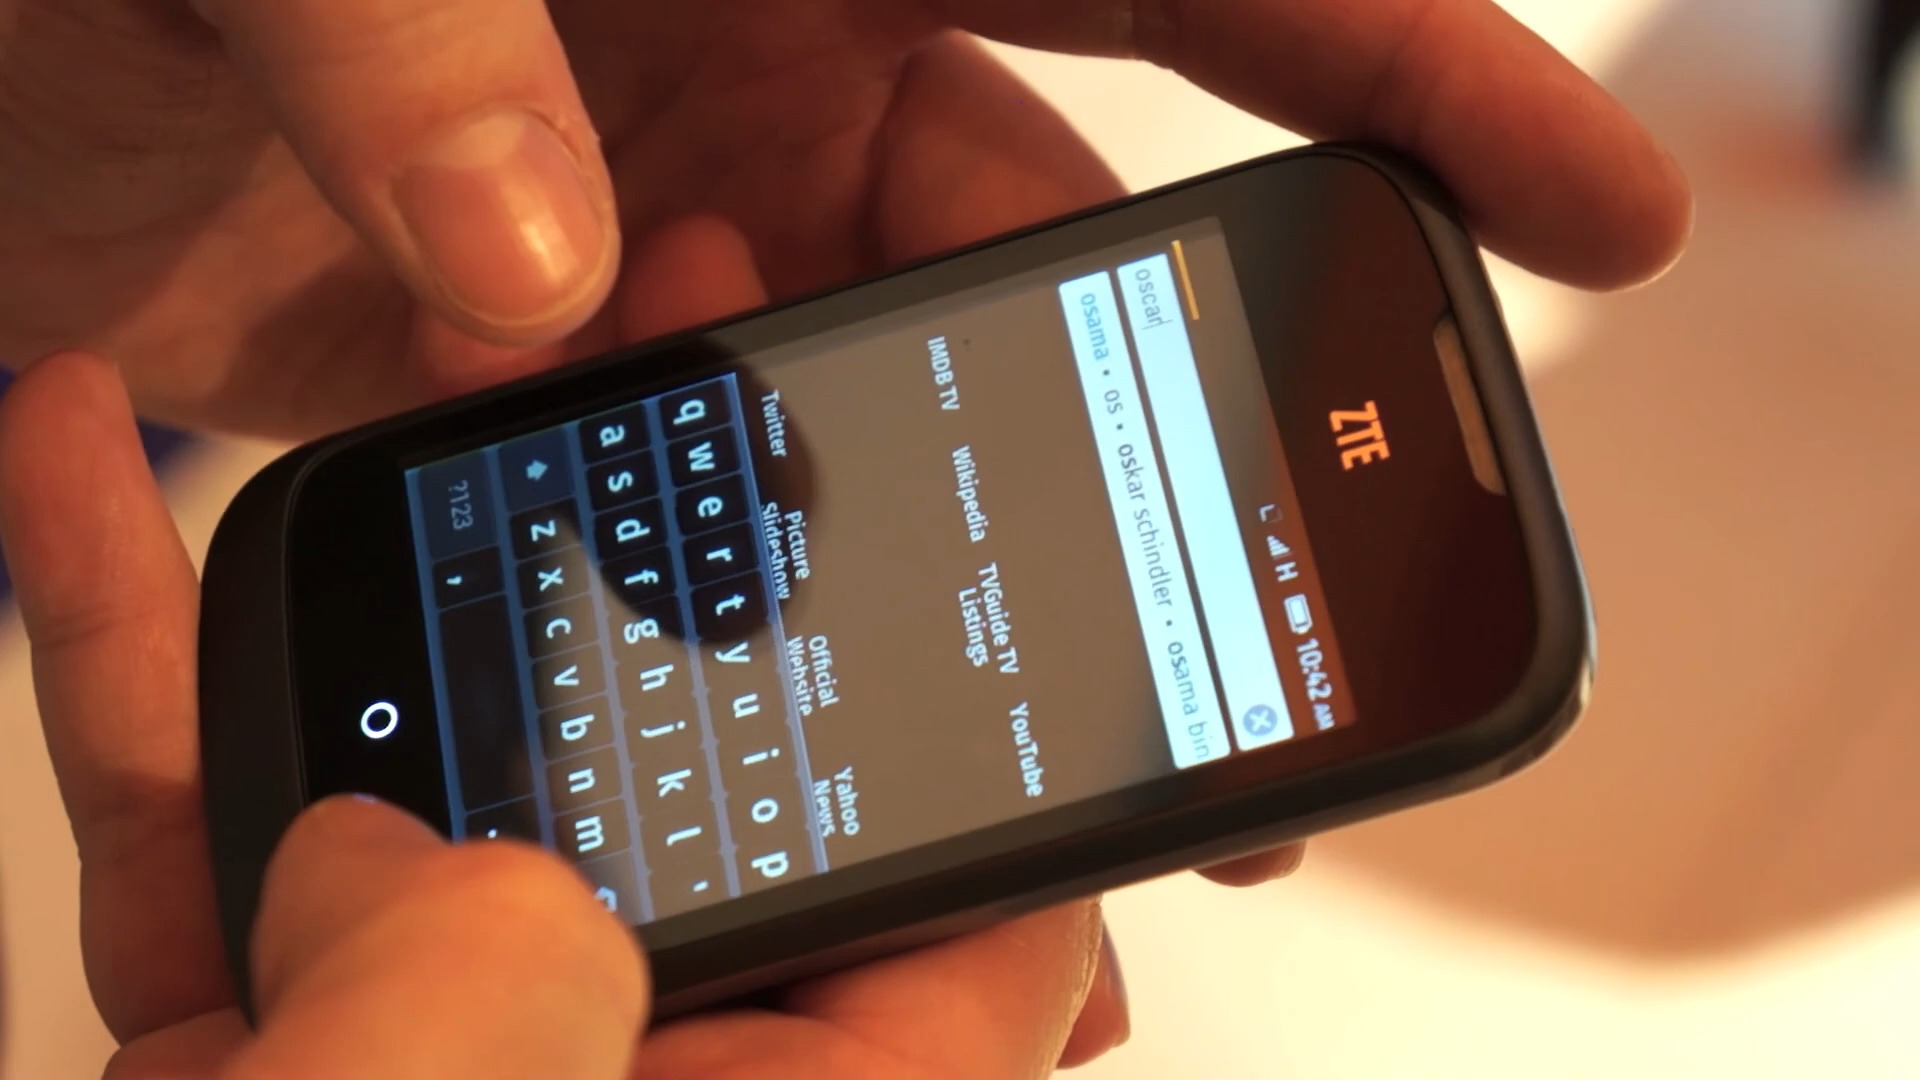 ZTE
H 10:42 AM
oscar
osama • os • oskar schindler • osama bin
IMDB TV
Wikipedia
TVGuide TV
Listings
YouTube
Twitter
Picture
Slideshow
Official
Website
Yahoo
News
q w e r t y u i o p
a s d f g h j k l '
z x c v b n m
?123 , .